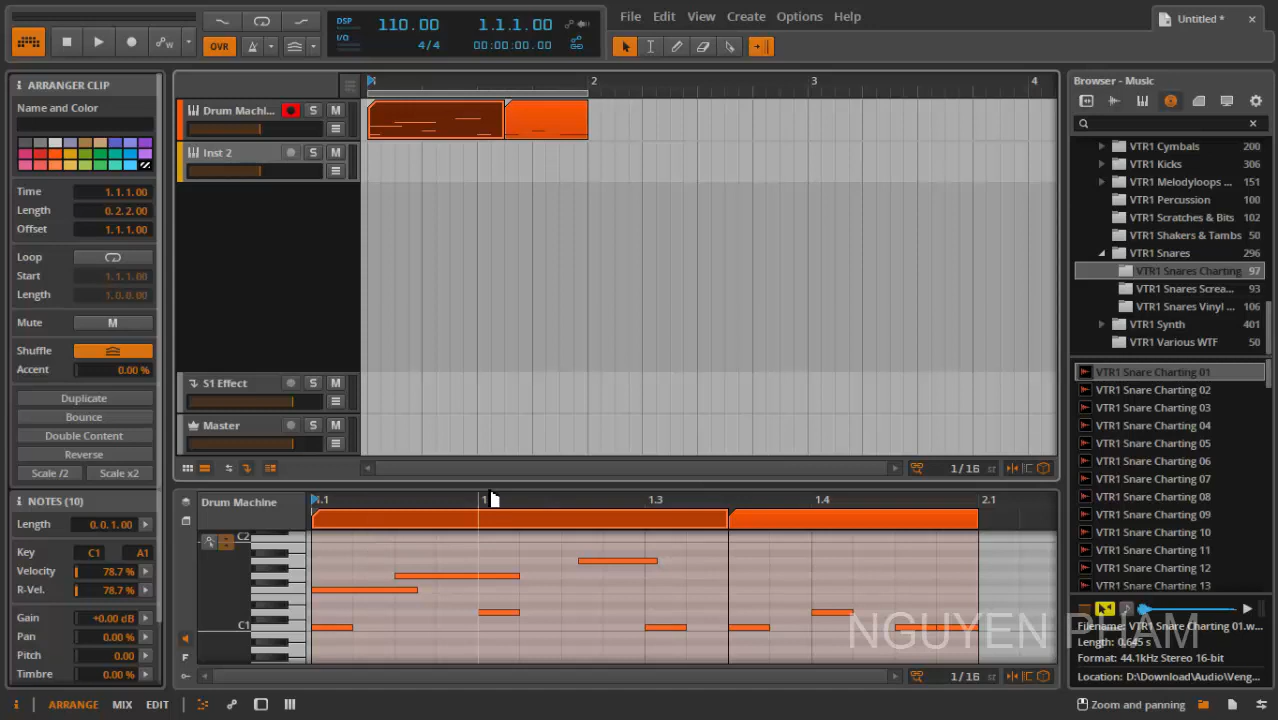 DSP
I/O
110.00
4/4
1.1.1.00
00:00:00.00
File Edit View Create Options Help
Untitled *
OVR
ARRANGER CLIP
Name and Color
Time 1.1.1.00
Length 0.2.2.00
Offset 1.1.1.00
Loop
Start 1.1.1.00
Length 1.0.0.00
Mute M
Shuffle
Accent 0.00 %
Duplicate
Bounce
Double Content
Reverse
Scale /2 Scale x2
NOTES (10)
Length 0.0.1.00
Key C1 A1
Velocity 78.7 %
R-Vel. 78.7 %
Gain +0.00 dB
Pan 0.00 %
Pitch 0.00
Timbre 0.00 %
2 3 4
Drum Machi... S M
Inst 2 S M
S1 Effect S M
Master S M
1/16
Drum Machine
1.3 1.4 2.1
C2
C1
F
1/16
Browser - Music
VTR1 Cymbals 200
VTR1 Kicks 306
VTR1 Melodyloops ... 151
VTR1 Percussion 100
VTR1 Scratches & Bits 102
VTR1 Shakers & Tambs 50
VTR1 Snares 296
VTR1 Snares Charting 97
VTR1 Snares Screa... 93
VTR1 Snares Vinyl ... 106
VTR1 Synth 401
VTR1 Various WTF 50
VTR1 Snare Charting 01
VTR1 Snare Charting 02
VTR1 Snare Charting 03
VTR1 Snare Charting 04
VTR1 Snare Charting 05
VTR1 Snare Charting 06
VTR1 Snare Charting 07
VTR1 Snare Charting 08
VTR1 Snare Charting 09
VTR1 Snare Charting 10
VTR1 Snare Charting 11
VTR1 Snare Charting 12
VTR1 Snare Charting 13
Filename: VTR1 Snare Charting 01.w...
Length: 0.645 s
Format: 44.1kHz Stereo 16-bit
Location: D:\Download\Audio\Veng...
NGUYEN PHAM
i ARRANGE MIX EDIT
Zoom and panning